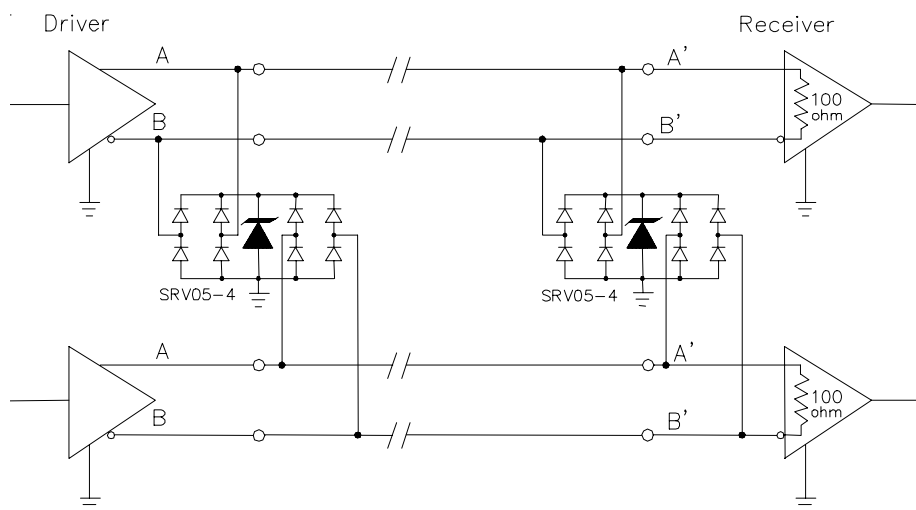 Driver
Receiver
A
A'
100
ohm
B
B'
SRV05-4
SRV05-4
A
A'
100
ohm
B
B'